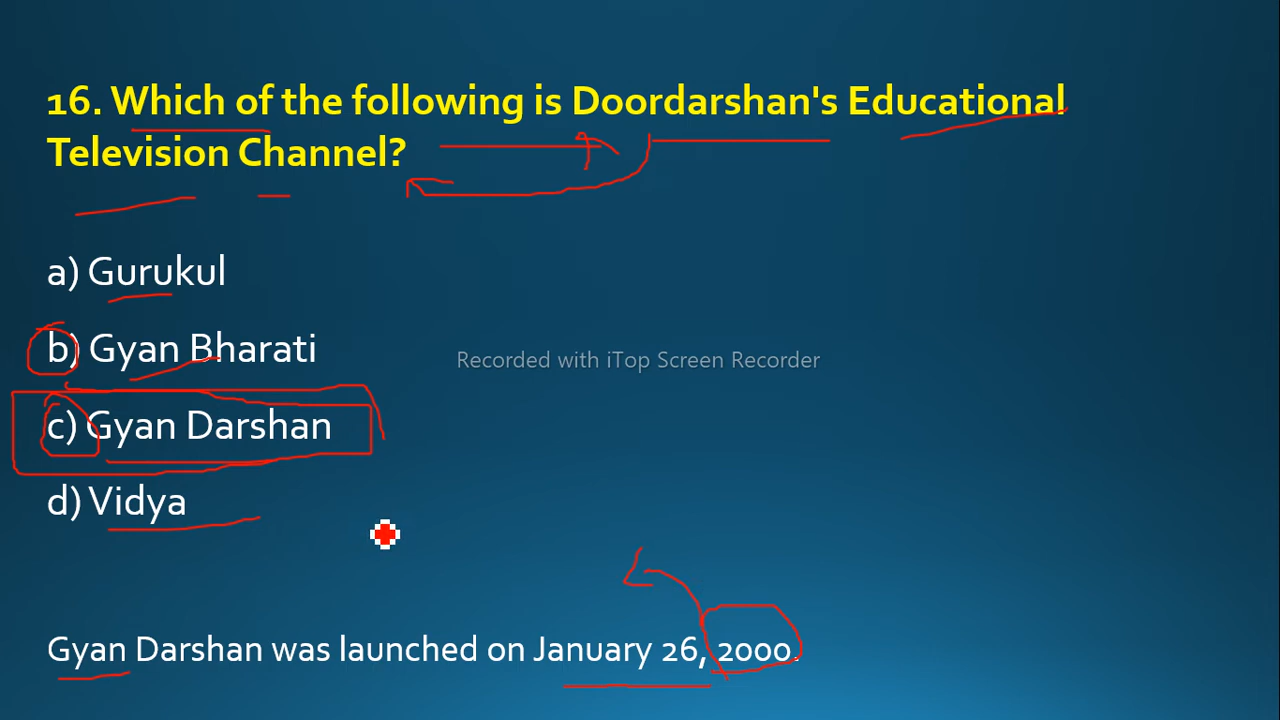 16. Which of the following is Doordarshan's Educational
Television Channel?
a) Gurukul
b) Gyan Bharati
Recorded with iTop Screen Recorder
c) Gyan Darshan
d) Vidya
Gyan Darshan was launched on January 26, 2000.